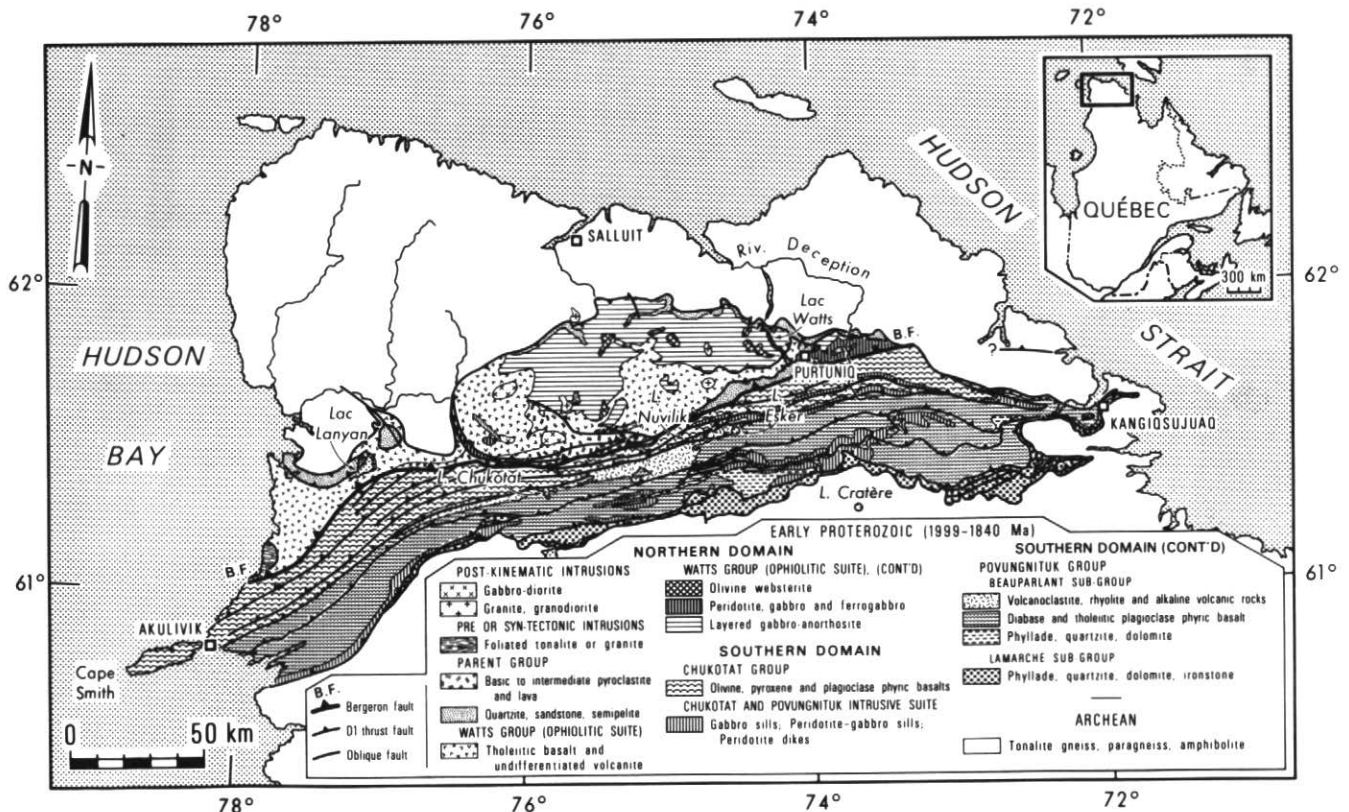 78°
76°
74°
72°
N
HUDSON
QUÉBEC
300 km
SALLUIT
Riv. Deception
62°
62°
Lac
Watts
HUDSON
STRAIT
B.F.
?
PURTUNIQ
L.
Nuvilik
L.
Esker
Lac
Lanyan
KANGIQSUJUAQ
BAY
L. Chukotat
L. Cratère
EARLY PROTEROZOIC (1999-1840 Ma)
61°
61°
B.F.
AKULIVIK
Cape
Smith
0 50 km
B.F.
Bergeron fault
D1 thrust fault
Oblique fault
NORTHERN DOMAIN
POST-KINEMATIC INTRUSIONS
Gabbro-diorite
Granite, granodiorite
PRE OR SYN-TECTONIC INTRUSIONS
Foliated tonalite or granite
PARENT GROUP
Basic to intermediate pyroclastite
and lava
Quartzite, sandstone, semipelite
WATTS GROUP (OPHIOLITIC SUITE)
Tholeiitic basalt and
undifferentiated volcanite
WATTS GROUP (OPHIOLITIC SUITE), (CONT'D)
Olivine websterite
Peridotite, gabbro and ferrogabbro
Layered gabbro-anorthosite
SOUTHERN DOMAIN
CHUKOTAT GROUP
Olivine, pyroxene and plagioclase phyric basalts
CHUKOTAT AND POVUNGNITUK INTRUSIVE SUITE
Gabbro sills; Peridotite-gabbro sills;
Peridotite dikes
SOUTHERN DOMAIN (CONT'D)
POVUNGNITUK GROUP
BEAUPARLANT SUB-GROUP
Volcanoclastite, rhyolite and alkaline volcanic rocks
Diabase and tholeiitic plagioclase phyric basalt
Phyllade, quartzite, dolomite
LAMARCHE SUB GROUP
Phyllade, quartzite, dolomite, ironstone
ARCHEAN
Tonalite gneiss, paragneiss, amphibolite
78°
76°
74°
72°